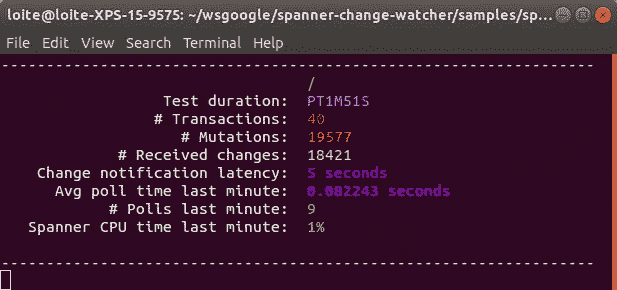 loite@loite-XPS-15-9575: ~/wsgoogle/spanner-change-watcher/samples/sp...
File Edit View Search Terminal Help
------------------------------------------------------------------
/
Test duration: PT1M51S
# Transactions: 40
# Mutations: 19577
# Received changes: 18421
Change notification latency: 5 seconds
Avg poll time last minute: 0.082243 seconds
# Polls last minute: 9
Spanner CPU time last minute: 1%
------------------------------------------------------------------